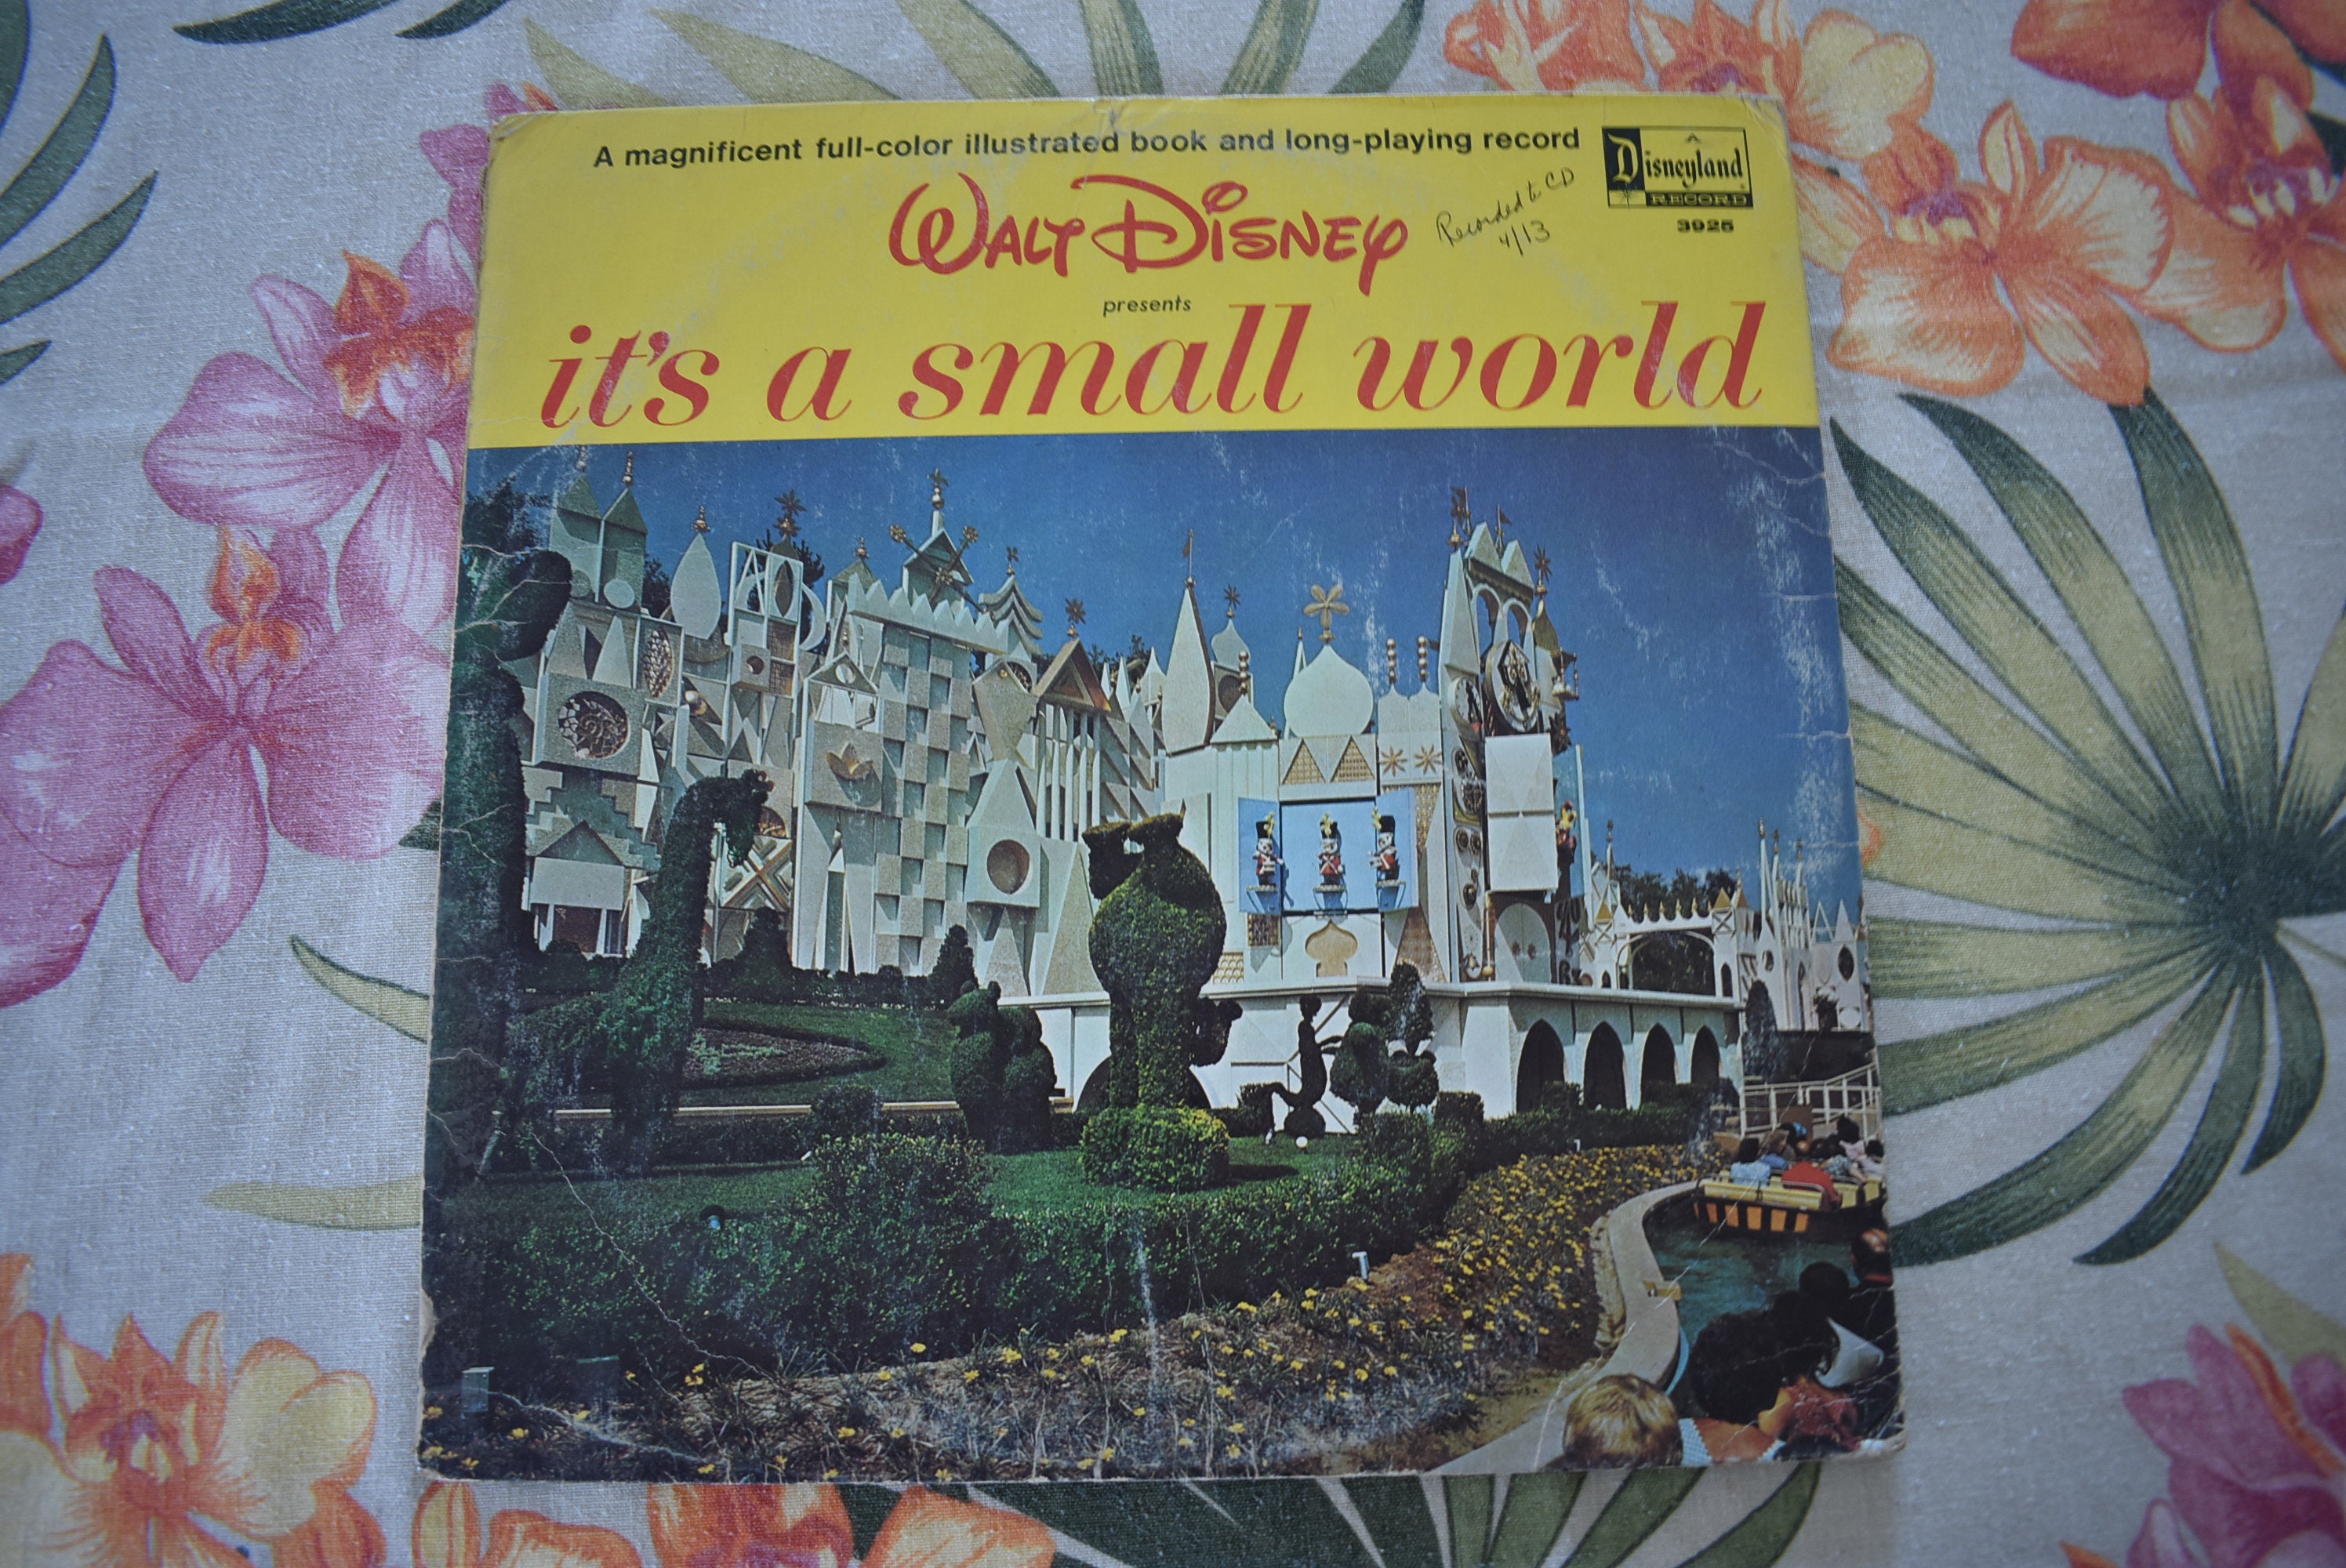 A magnificent full-color illustrated book and long-playing record
A
Disneyland
RECORD
3925
WALT DISNEY
Recorded to CD
4/13
presents
it's a small world